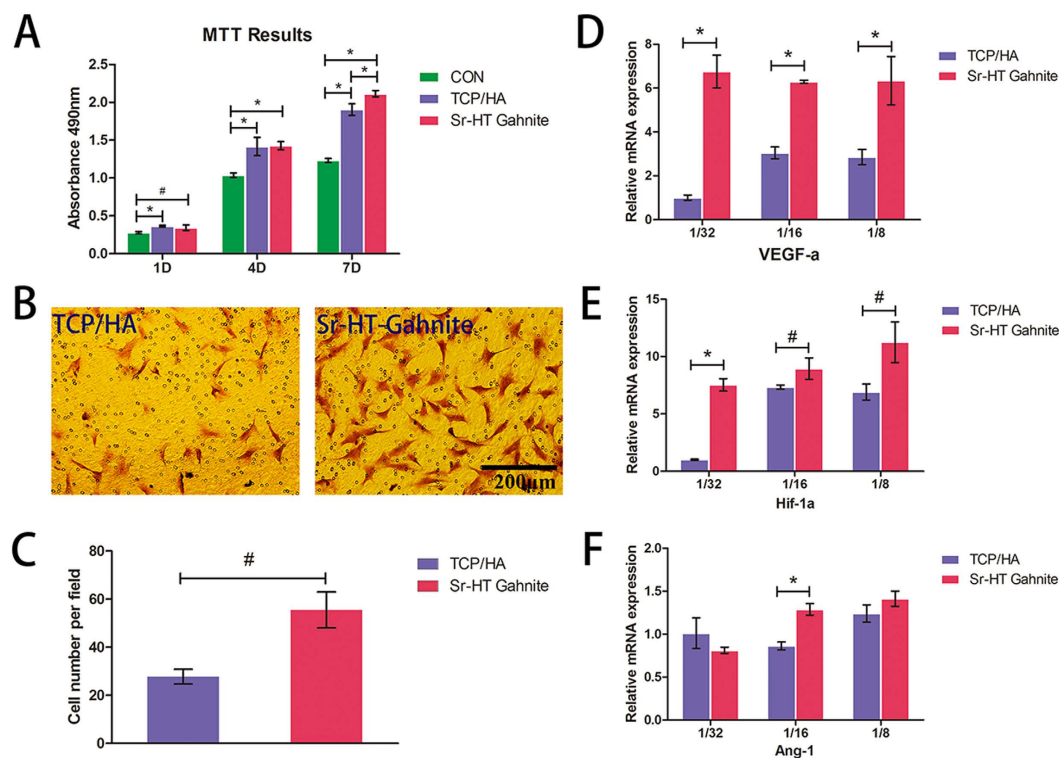 A
MTT Results
Absorbance 490nm
2.5
2.0
1.5
1.0
0.5
0.0
* * * * * * * #
1D 4D 7D
CON
TCP/HA
Sr-HT Gahnite
B
TCP/HA
Sr-HT-Gahnite
200μm
C
Cell number per field
80
60
40
20
0
#
TCP/HA
Sr-HT Gahnite
D
Relative mRNA expression
8
6
4
2
0
* * *
1/32 1/16 1/8
VEGF-a
TCP/HA
Sr-HT Gahnite
E
Relative mRNA expression
15
10
5
0
* # #
1/32 1/16 1/8
Hif-1a
TCP/HA
Sr-HT Gahnite
F
Relative mRNA expression
1.5
1.0
0.5
0.0
*
1/32 1/16 1/8
Ang-1
TCP/HA
Sr-HT Gahnite